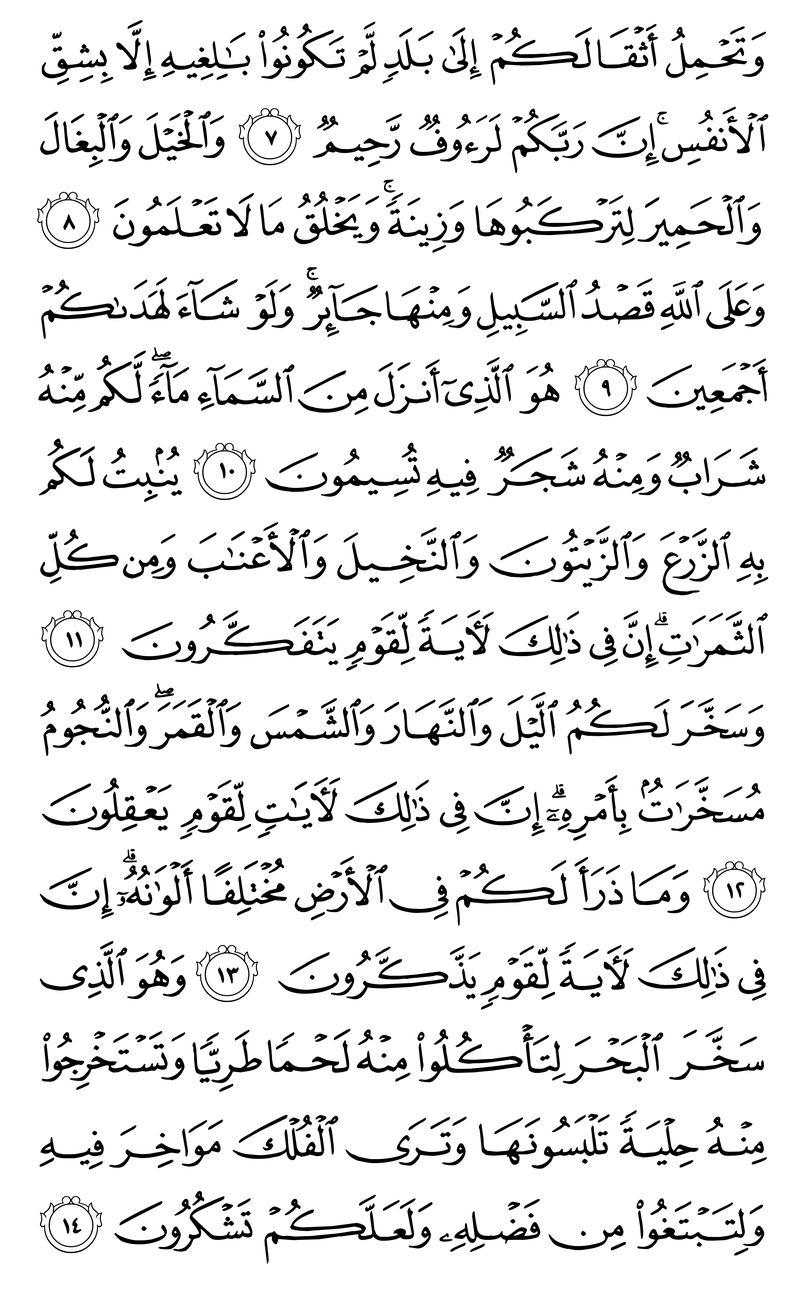 وَتَحۡمِلُ أَثۡقَالَكُمۡ إِلَىٰ بَلَدٖ لَّمۡ تَكُونُواْ بَٰلِغِيهِ إِلَّا بِشِقِّ
ٱلۡأَنفُسِۚ إِنَّ رَبَّكُمۡ لَرَءُوفٞ رَّحِيمٞ ٧ وَٱلۡخَيۡلَ وَٱلۡبِغَالَ
وَٱلۡحَمِيرَ لِتَرۡكَبُوهَا وَزِينَةٗۚ وَيَخۡلُقُ مَا لَا تَعۡلَمُونَ ٨
وَعَلَى ٱللَّهِ قَصۡدُ ٱلسَّبِيلِ وَمِنۡهَا جَآئِرٞۚ وَلَوۡ شَآءَ لَهَدَىٰكُمۡ
أَجۡمَعِينَ ٩ هُوَ ٱلَّذِيٓ أَنزَلَ مِنَ ٱلسَّمَآءِ مَآءٗۖ لَّكُم مِّنۡهُ
شَرَابٞ وَمِنۡهُ شَجَرٞ فِيهِ تُسِيمُونَ ١٠ يُنۢبِتُ لَكُم
بِهِ ٱلزَّرۡعَ وَٱلزَّيۡتُونَ وَٱلنَّخِيلَ وَٱلۡأَعۡنَٰبَ وَمِن كُلِّ
ٱلثَّمَرَٰتِۚ إِنَّ فِي ذَٰلِكَ لَأٓيَةٗ لِّقَوۡمٖ يَتَفَكَّرُونَ ١١
وَسَخَّرَ لَكُمُ ٱلَّيۡلَ وَٱلنَّهَارَ وَٱلشَّمۡسَ وَٱلۡقَمَرَۖ وَٱلنُّجُومُ
مُسَخَّرَٰتُۢ بِأَمۡرِهِۦٓۗ إِنَّ فِي ذَٰلِكَ لَأٓيَٰتٖ لِّقَوۡمٖ يَعۡقِلُونَ
١٢ وَمَا ذَرَأَ لَكُمۡ فِي ٱلۡأَرۡضِ مُخۡتَلِفًا أَلۡوَٰنُهُۥٓۗ إِنَّ
فِي ذَٰلِكَ لَأٓيَةٗ لِّقَوۡمٖ يَذَّكَّرُونَ ١٣ وَهُوَ ٱلَّذِي
سَخَّرَ ٱلۡبَحۡرَ لِتَأۡكُلُواْ مِنۡهُ لَحۡمٗا طَرِيّٗا وَتَسۡتَخۡرِجُواْ
مِنۡهُ حِلۡيَةٗ تَلۡبَسُونَهَا وَتَرَى ٱلۡفُلۡكَ مَوَاخِرَ فِيهِ
وَلِتَبۡتَغُواْ مِن فَضۡلِهِۦ وَلَعَلَّكُمۡ تَشۡكُرُونَ ١٤